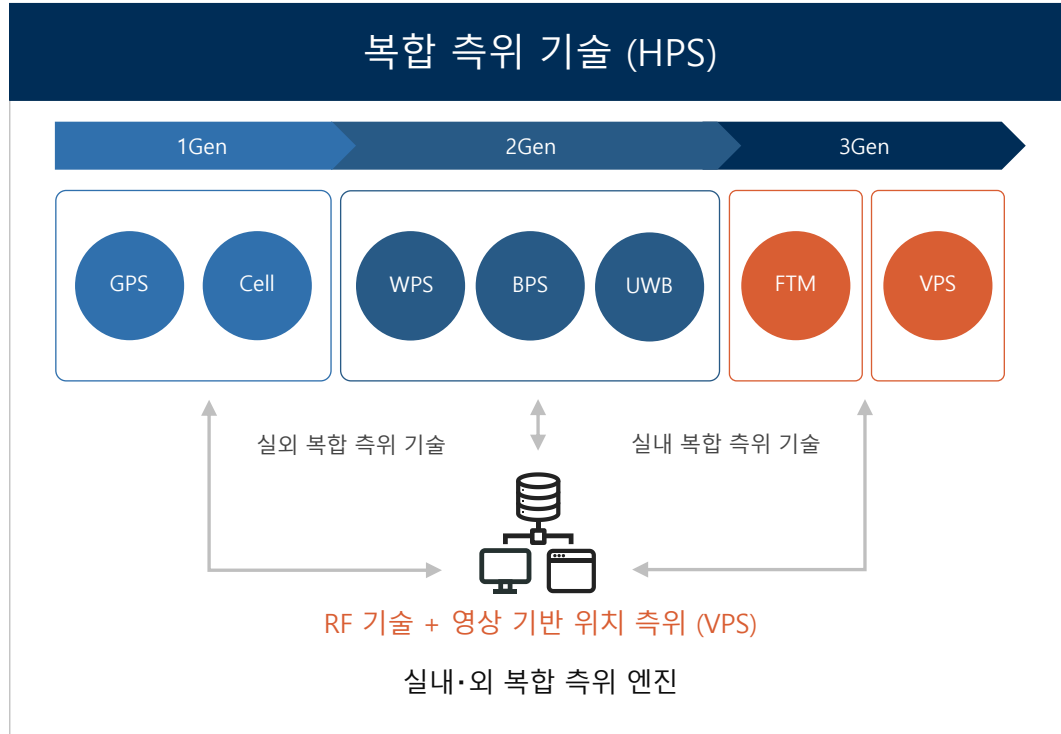 복합 측위 기술 (HPS)
1Gen
2Gen
3Gen
GPS
Cell
WPS
BPS
UWB
FTM
VPS
실외 복합 측위 기술
실내 복합 측위 기술
RF 기술 + 영상 기반 위치 측위 (VPS)
실내·외 복합 측위 엔진